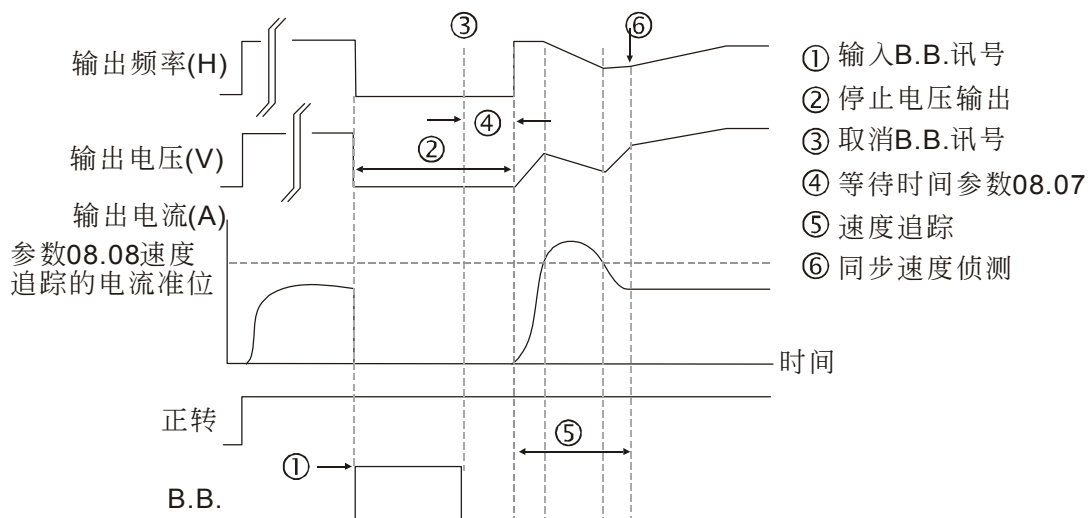 ③
⑥
输出频率(H)
④
②
输出电压(V)
输出电流(A)
参数08.08速度
追踪的电流准位
时间
正转
⑤
①
B.B.
① 输入B.B.讯号
② 停止电压输出
③ 取消B.B.讯号
④ 等待时间参数08.07
⑤ 速度追踪
⑥ 同步速度侦测